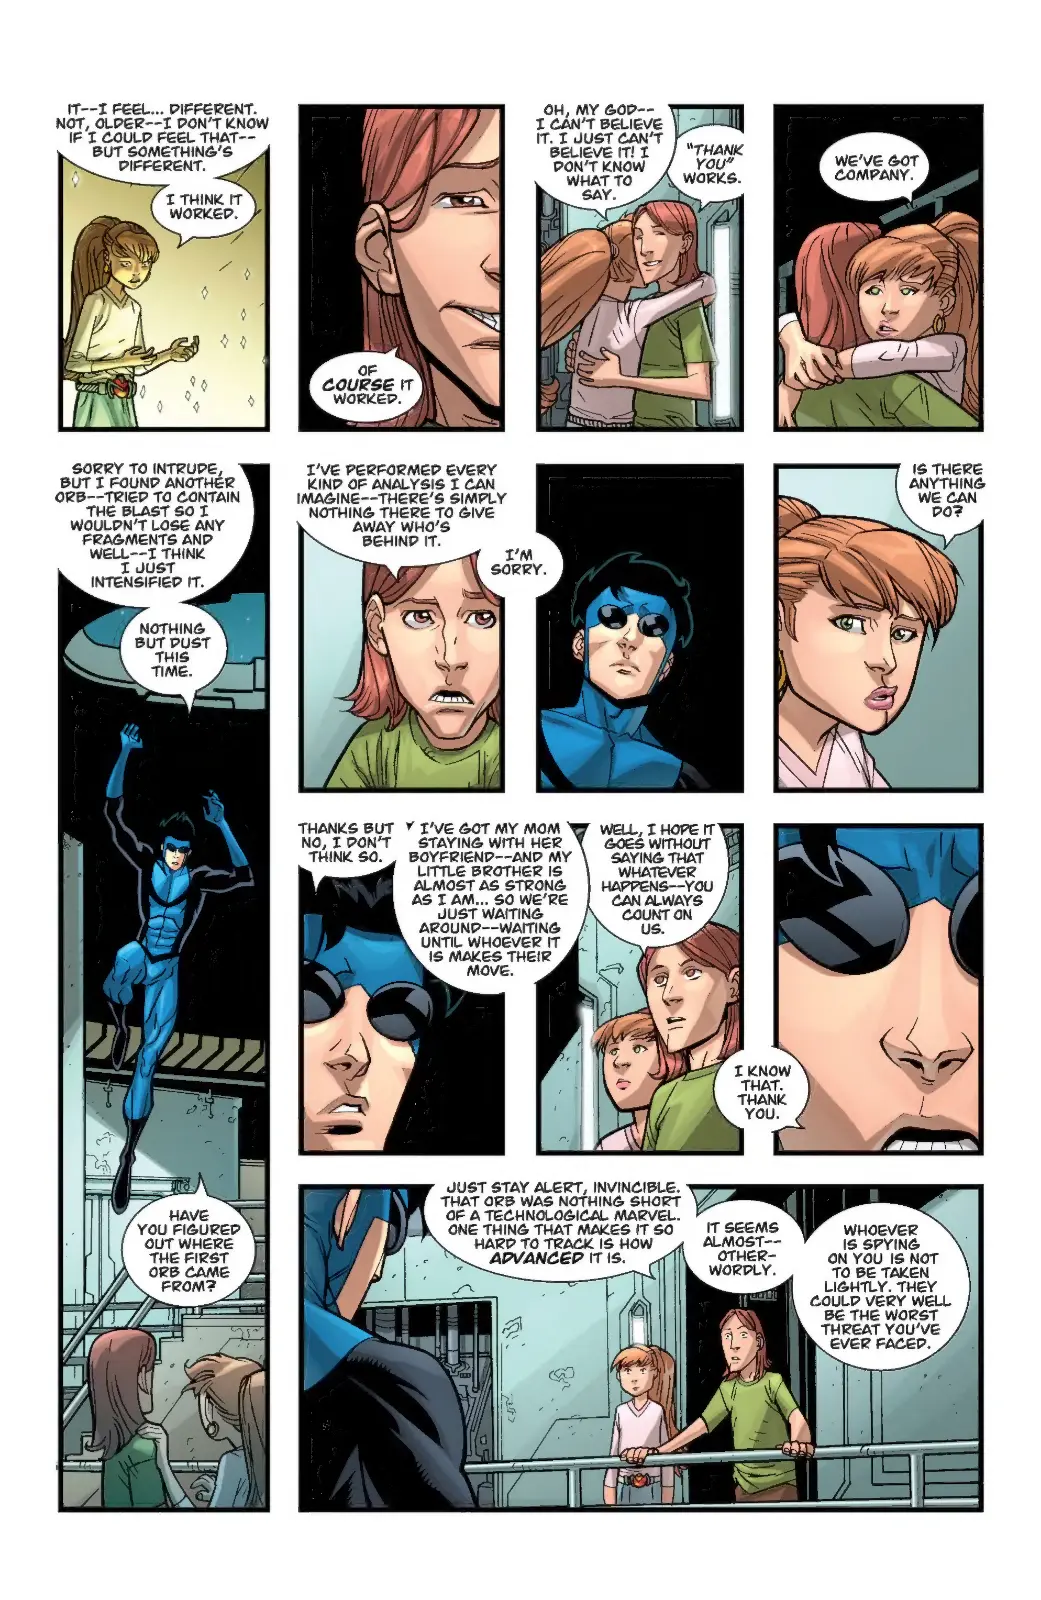 IT--I FEEL... DIFFERENT.
NOT, OLDER--I DON'T KNOW
IF I COULD FEEL THAT--
BUT SOMETHING'S
DIFFERENT.
I THINK IT
WORKED.
OF
COURSE IT
WORKED.
OH, MY GOD--
I CAN'T BELIEVE
IT. I JUST CAN'T
BELIEVE IT! I
DON'T KNOW
WHAT TO
SAY.
"THANK
YOU"
WORKS.
WE'VE GOT
COMPANY.
SORRY TO INTRUDE,
BUT I FOUND ANOTHER
ORB--TRIED TO CONTAIN
THE BLAST SO I
WOULDN'T LOSE ANY
FRAGMENTS AND
WELL--I THINK
I JUST
INTENSIFIED IT.
NOTHING
BUT DUST
THIS
TIME.
HAVE
YOU FIGURED
OUT WHERE
THE FIRST
ORB CAME
FROM?
I'VE PERFORMED EVERY
KIND OF ANALYSIS I CAN
IMAGINE--THERE'S SIMPLY
NOTHING THERE TO GIVE
AWAY WHO'S
BEHIND IT.
I'M
SORRY.
IS THERE
ANYTHING
WE CAN
DO?
THANKS BUT
NO, I DON'T
THINK SO.
I'VE GOT MY MOM
STAYING WITH HER
BOYFRIEND--AND MY
LITTLE BROTHER IS
ALMOST AS STRONG
AS I AM... SO WE'RE
JUST WAITING
AROUND--WAITING
UNTIL WHOEVER IT
IS MAKES THEIR
MOVE.
WELL, I HOPE IT
GOES WITHOUT
SAYING THAT
WHATEVER
HAPPENS--YOU
CAN ALWAYS
COUNT ON
US.
I KNOW
THAT.
THANK
YOU.
JUST STAY ALERT, INVINCIBLE.
THAT ORB WAS NOTHING SHORT
OF A TECHNOLOGICAL MARVEL.
ONE THING THAT MAKES IT SO
HARD TO TRACK IS HOW
ADVANCED IT IS.
IT SEEMS
ALMOST--
OTHER-
WORDLY.
WHOEVER
IS SPYING
ON YOU IS NOT
TO BE TAKEN
LIGHTLY. THEY
COULD VERY WELL
BE THE WORST
THREAT YOU'VE
EVER FACED.